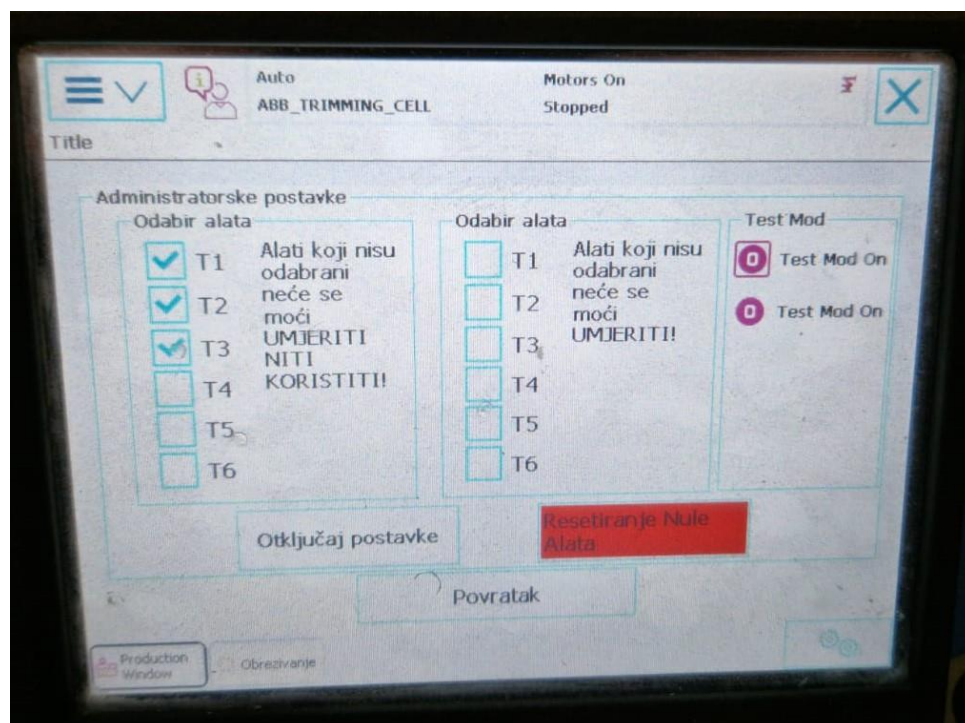 Auto
Motors On
ABB_TRIMMING_CELL
Stopped
Title
Administratorske postavke
Odabir alata
T1
T2
T3
T4
T5
T6
Alati koji nisu
odabrani
neće se
moći
UMJERITI
NITI
KORISTITI!
Odabir alata
T1
T2
T3
T4
T5
T6
Alati koji nisu
odabrani
neće se
moći
UMJERITI!
Test Mod
Test Mod On
Test Mod On
Otključaj postavke
Resetiranje Nule
Alata
Povratak
Production
Window
Obrezivanje